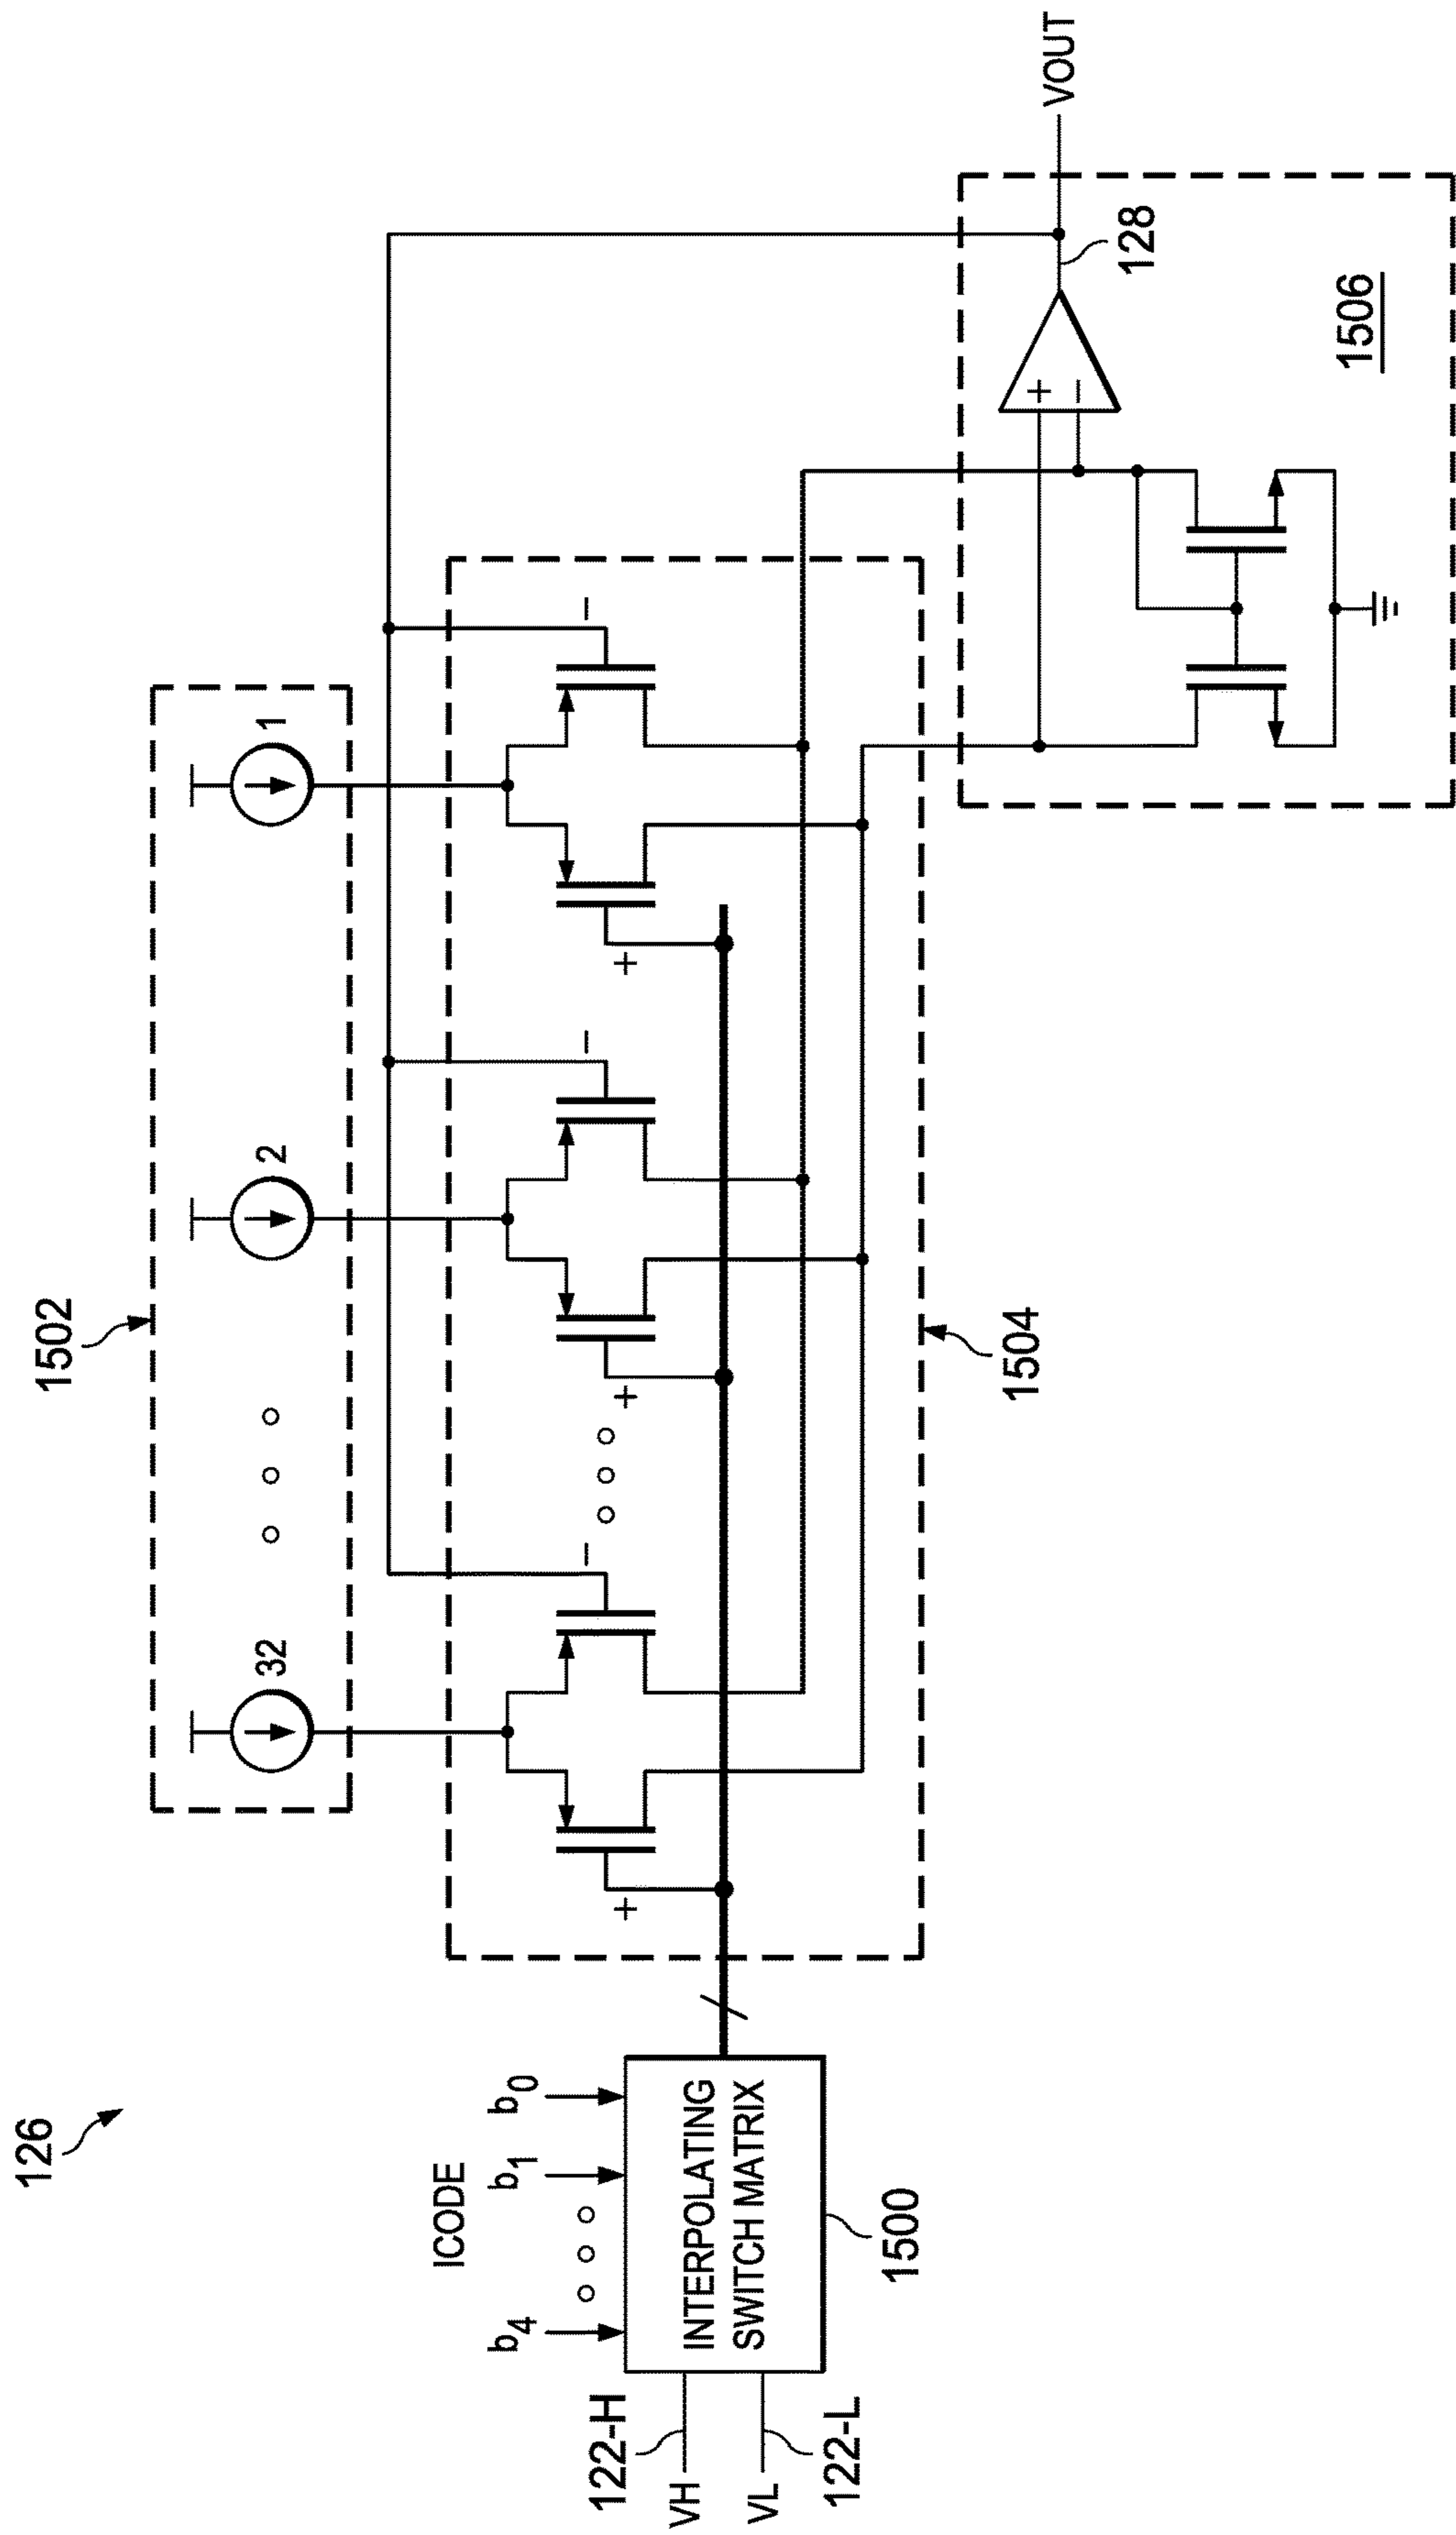 126
1502
32
2
1
ICODE
b4
b1
b0
VH
122-H
VL
122-L
INTERPOLATING
SWITCH MATRIX
1500
+
−
+
−
+
−
1504
+
−
128
VOUT
1506